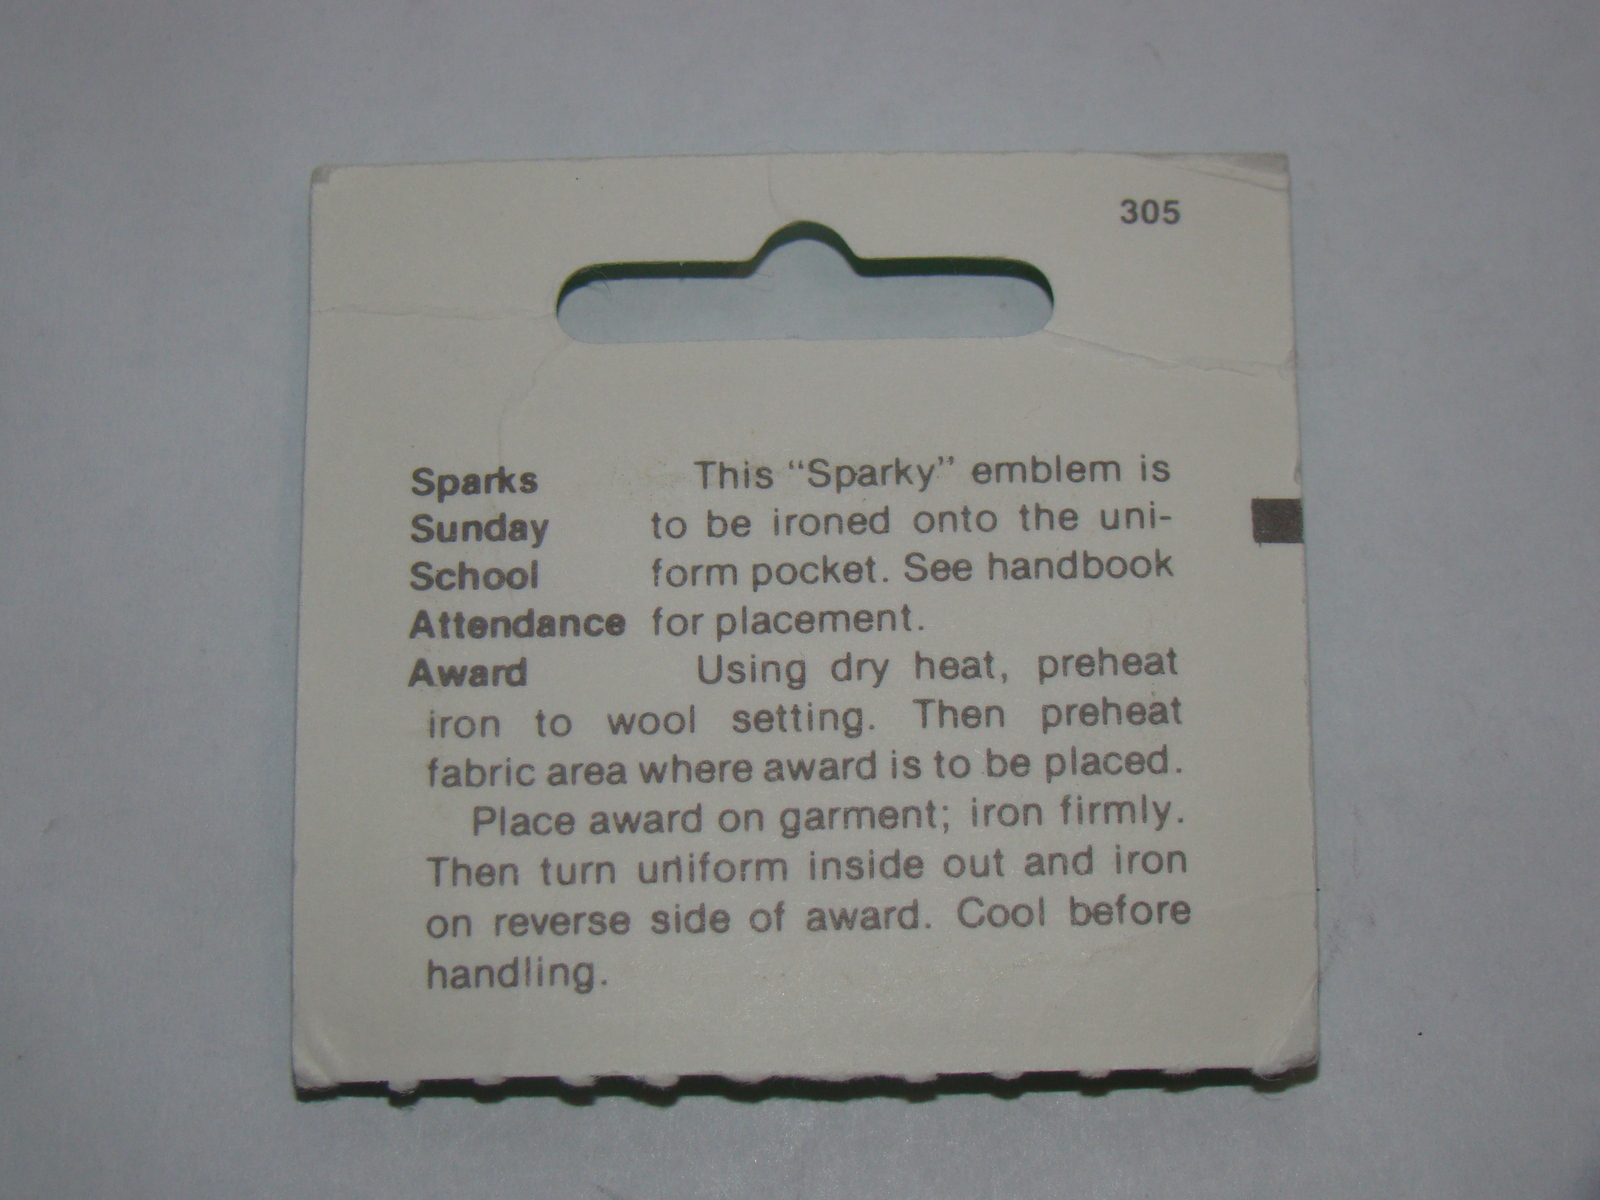 305
Sparks This “Sparky” emblem is
Sunday to be ironed onto the uni-
School form pocket. See handbook
Attendance for placement.
Award Using dry heat, preheat
iron to wool setting. Then preheat
fabric area where award is to be placed.
Place award on garment; iron firmly.
Then turn uniform inside out and iron
on reverse side of award. Cool before
handling.